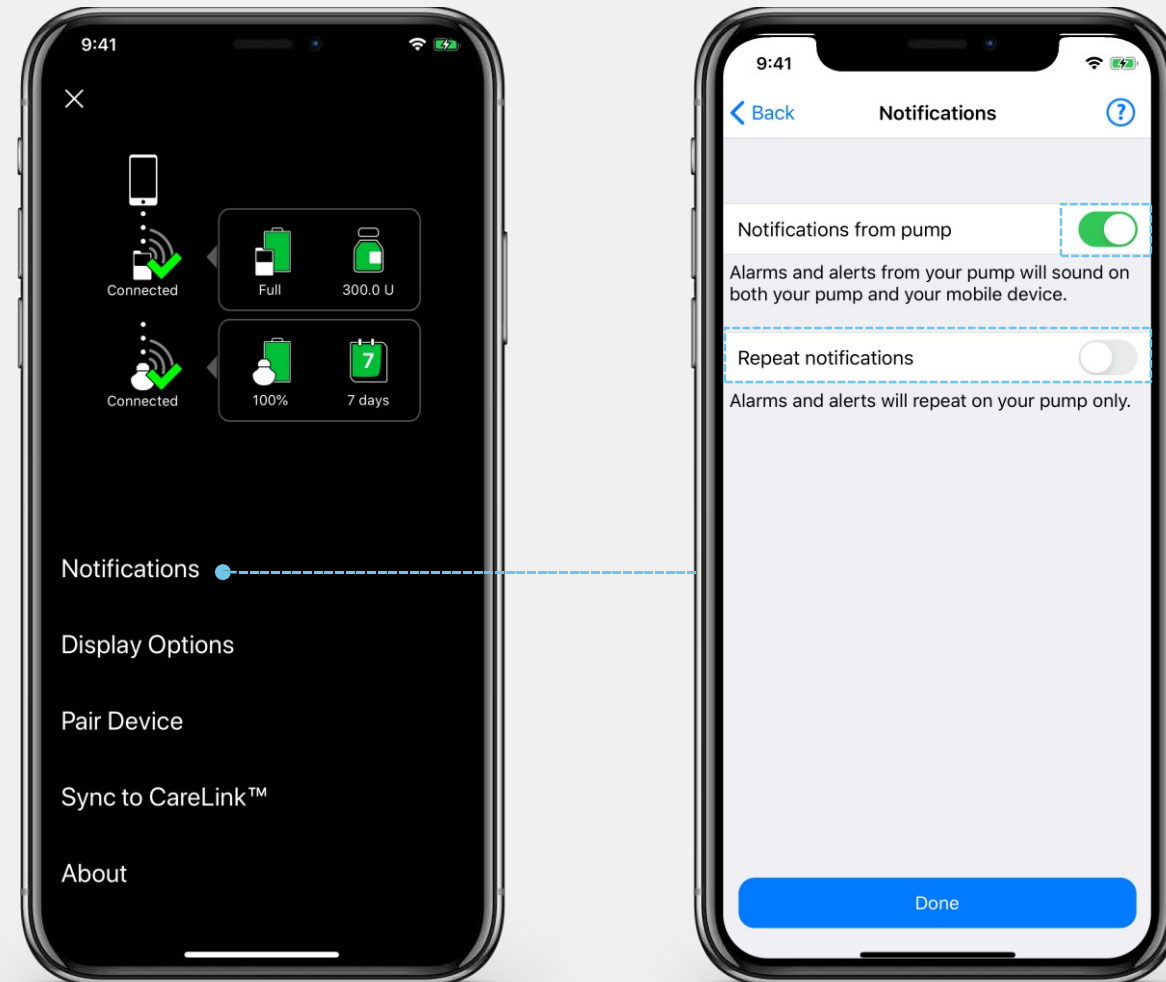 9:41
Connected
Full
300.0 U
Connected
100%
7
7 days
Notifications
Display Options
Pair Device
Sync to CareLink™
About
9:41
Back
Notifications
?
Notifications from pump
Alarms and alerts from your pump will sound on
both your pump and your mobile device.
Repeat notifications
Alarms and alerts will repeat on your pump only.
Done